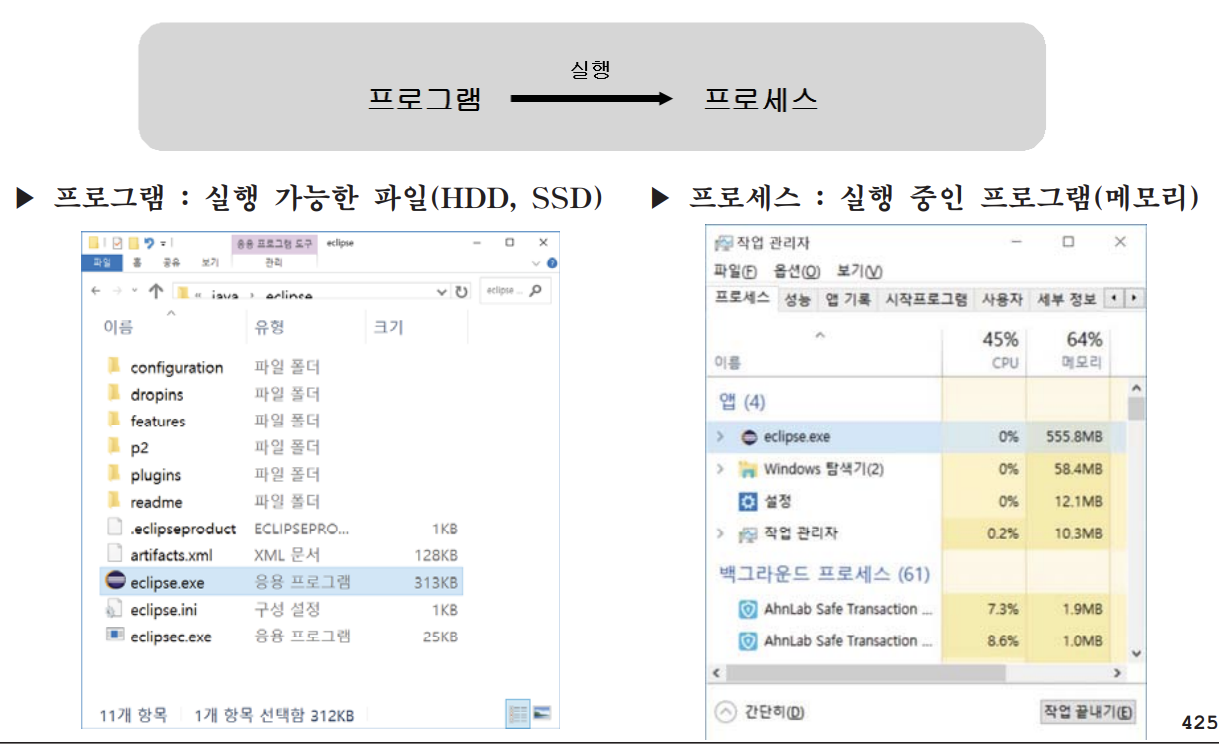 실행
프로그램 프로세스
▶ 프로그램 : 실행 가능한 파일(HDD, SSD)
응용 프로그램 도구 eclipse
파일 홈 공유 보기 관리
« java › eclipse eclipse ...
이름 유형 크기
configuration 파일 폴더
dropins 파일 폴더
features 파일 폴더
p2 파일 폴더
plugins 파일 폴더
readme 파일 폴더
.eclipseproduct ECLIPSEPRO... 1KB
artifacts.xml XML 문서 128KB
eclipse.exe 응용 프로그램 313KB
eclipse.ini 구성 설정 1KB
eclipsec.exe 응용 프로그램 25KB
11개 항목 1개 항목 선택함 312KB
▶ 프로세스 : 실행 중인 프로그램(메모리)
작업 관리자
파일(F) 옵션(O) 보기(V)
프로세스 성능 앱 기록 시작프로그램 사용자 세부 정보
45% 64%
이름 CPU 메모리
앱 (4)
eclipse.exe 0% 555.8MB
Windows 탐색기(2) 0% 58.4MB
설정 0% 12.1MB
작업 관리자 0.2% 10.3MB
백그라운드 프로세스 (61)
AhnLab Safe Transaction ... 7.3% 1.9MB
AhnLab Safe Transaction ... 8.6% 1.0MB
간단히(D) 작업 끝내기(E)
425